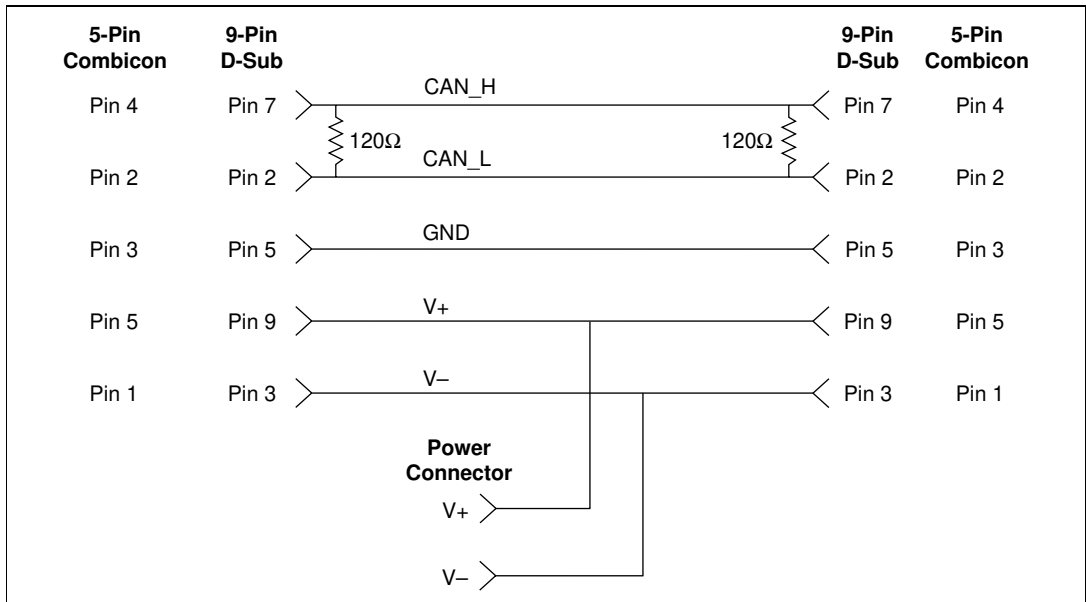 5-Pin Combicon
9-Pin D-Sub
9-Pin D-Sub
5-Pin Combicon
CAN_H
Pin 4
Pin 7
Pin 7
Pin 4
120Ω
120Ω
CAN_L
Pin 2
Pin 2
Pin 2
Pin 2
GND
Pin 3
Pin 5
Pin 5
Pin 3
V+
Pin 5
Pin 9
Pin 9
Pin 5
V–
Pin 1
Pin 3
Pin 3
Pin 1
Power
Connector
V+
V–